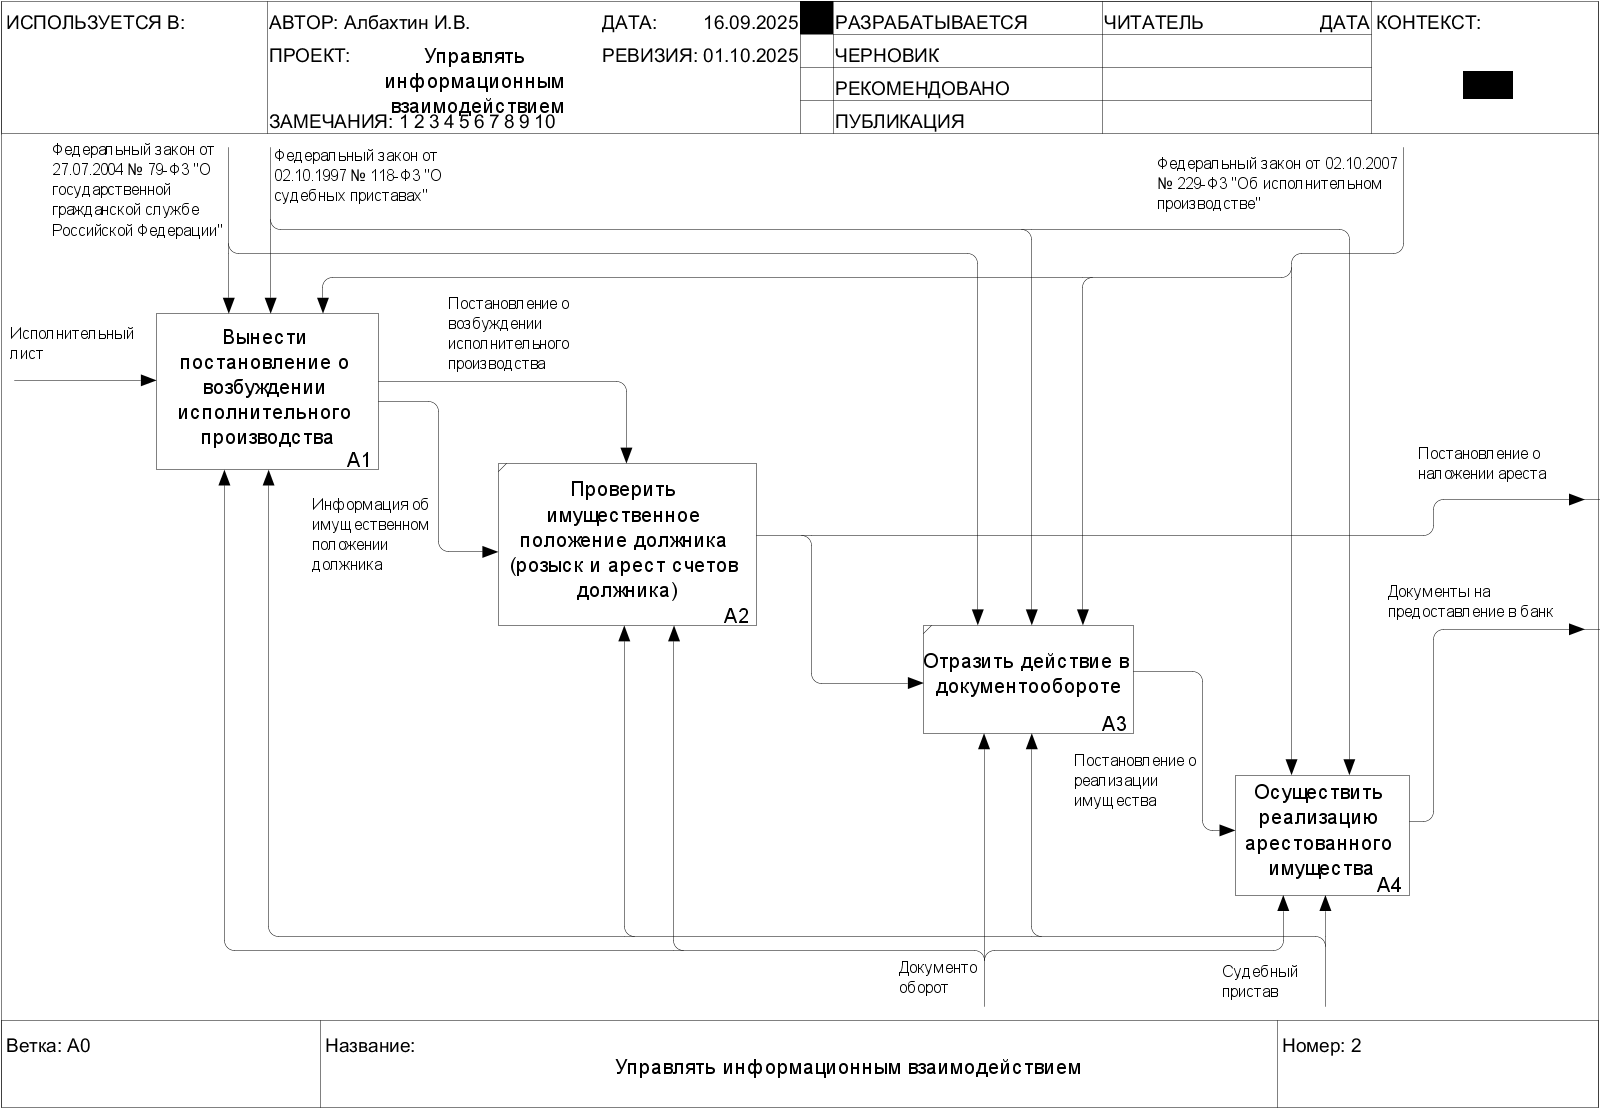 ИСПОЛЬЗУЕТСЯ В:
АВТОР: Албахтин И.В.
ДАТА: 16.09.2025
ПРОЕКТ: Управлять
информационным
взаимодействием
РЕВИЗИЯ: 01.10.2025
ЗАМЕЧАНИЯ: 1 2 3 4 5 6 7 8 9 10
РАЗРАБАТЫВАЕТСЯ
ЧЕРНОВИК
РЕКОМЕНДОВАНО
ПУБЛИКАЦИЯ
ЧИТАТЕЛЬ ДАТА
КОНТЕКСТ:
Федеральный закон от
27.07.2004 № 79-ФЗ "О
государственной
гражданской службе
Российской Федерации"
Федеральный закон от
02.10.1997 № 118-ФЗ "О
судебных приставах"
Федеральный закон от 02.10.2007
№ 229-ФЗ "Об исполнительном
производстве"
Исполнительный
лист
Вынести
постановление о
возбуждении
исполнительного
производства
A1
Постановление о
возбуждении
исполнительного
производства
Информация об
имущественном
положении
должника
Проверить
имущественное
положение должника
(розыск и арест счетов
должника)
A2
Постановление о
наложении ареста
Документы на
предоставление в банк
Отразить действие в
документообороте
A3
Постановление о
реализации
имущества
Осуществить
реализацию
арестованного
имущества
A4
Документо
оборот
Судебный
пристав
Ветка: A0
Название:
Управлять информационным взаимодействием
Номер: 2